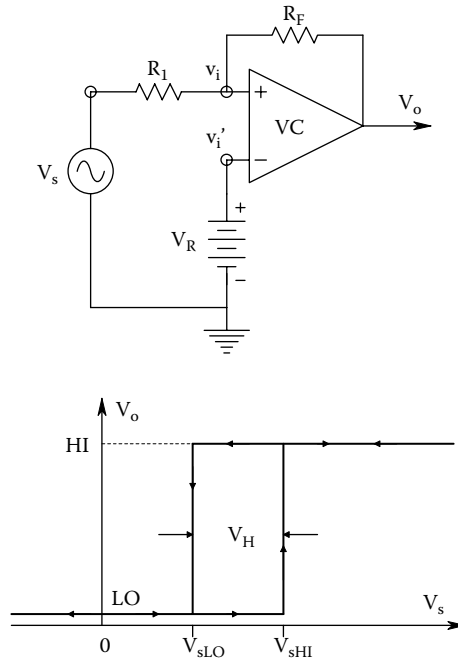 R_F
R_1
v_i
+
V_o
VC
v_i'
−
V_s
+
V_R
−
V_o
HI
V_H
LO
V_s
0
V_sLO
V_sHI